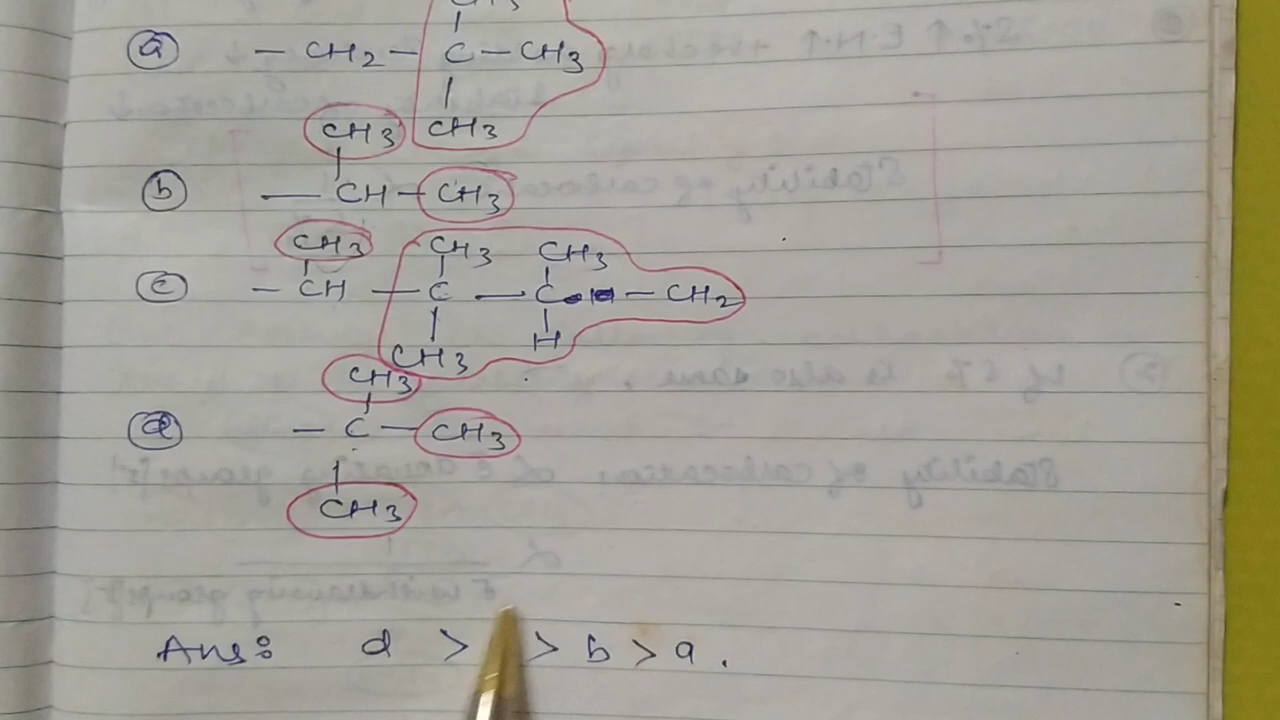 CH3
ⓐ — CH2 — C — CH3
CH3
CH3
ⓑ — CH — CH3
CH3 CH3 CH3
ⓒ — CH — C — C — CH2
CH3 H
CH3
ⓓ — C — CH3
CH3
Ans: d > > b > a .